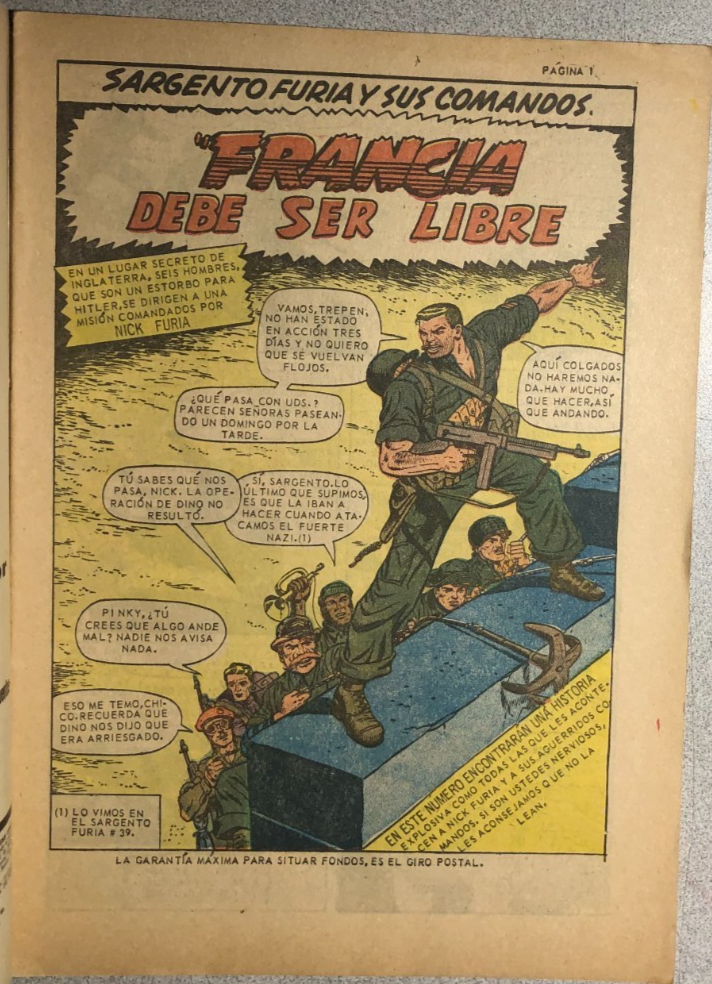 PAGINA 1.
SARGENTO FURIA Y SUS COMANDOS.
"FRANCIA
DEBE SER LIBRE
EN UN LUGAR SECRETO DE
INGLATERRA, SEIS HOMBRES,
QUE SON UN ESTORBO PARA
HITLER, SE DIRIGEN A UNA
MISIÓN COMANDADOS POR
NICK FURIA
VAMOS, TREPEN,
NO HAN ESTADO
EN ACCIÓN TRES
DÍAS Y NO QUIERO
QUE SE VUELVAN
FLOJOS.
AQUÍ COLGADOS
NO HAREMOS NA-
DA. HAY MUCHO
QUE HACER, ASÍ
QUE ANDANDO.
¿QUÉ PASA CON UDS.?
PARECEN SEÑORAS PASEAN-
DO UN DOMINGO POR LA
TARDE.
TÚ SABES QUÉ NOS
PASA, NICK. LA OPE-
RACIÓN DE DINO NO
RESULTÓ.
SÍ, SARGENTO. LO
ÚLTIMO QUE SUPIMOS,
ES QUE LA IBAN A
HACER CUANDO ATA-
CAMOS EL FUERTE
NAZI. (1)
PINKY, ¿TÚ
CREES QUE ALGO ANDE
MAL? NADIE NOS AVISA
NADA.
ESO ME TEMO, CHI-
CO. RECUERDA QUE
DINO NOS DIJO QUE
ERA ARRIESGADO.
(1) LO VIMOS EN
EL SARGENTO
FURIA # 39.
EN ESTE NUMERO ENCONTRARAN UNA HISTORIA
EXPLOSIVA COMO TODAS LAS QUE LES ACONTE-
CEN A NICK FURIA Y A SUS AGUERRIDOS CO
MANDOS. SI SON USTEDES NERVIOSOS,
LES ACONSEJAMOS QUE NO LA
LEAN.
LA GARANTÍA MÁXIMA PARA SITUAR FONDOS, ES EL GIRO POSTAL.